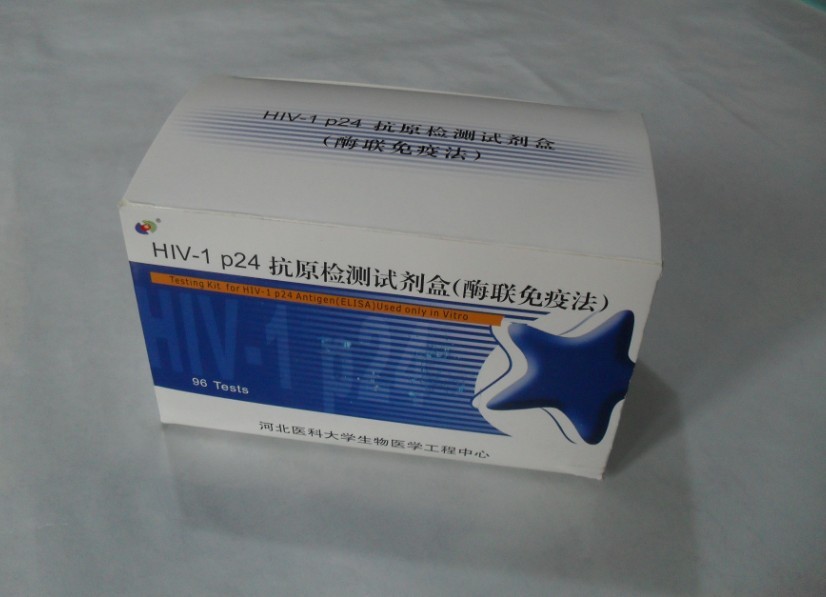 HIV-1 p24 抗原检测试剂盒
（酶联免疫法）
HIV-1 p24 抗原检测试剂盒(酶联免疫法)
Testing Kit for HIV-1 p24 Antigen(ELISA)Used only in Vitro
HIV-1 p24
96 Tests
河北医科大学生物医学工程中心